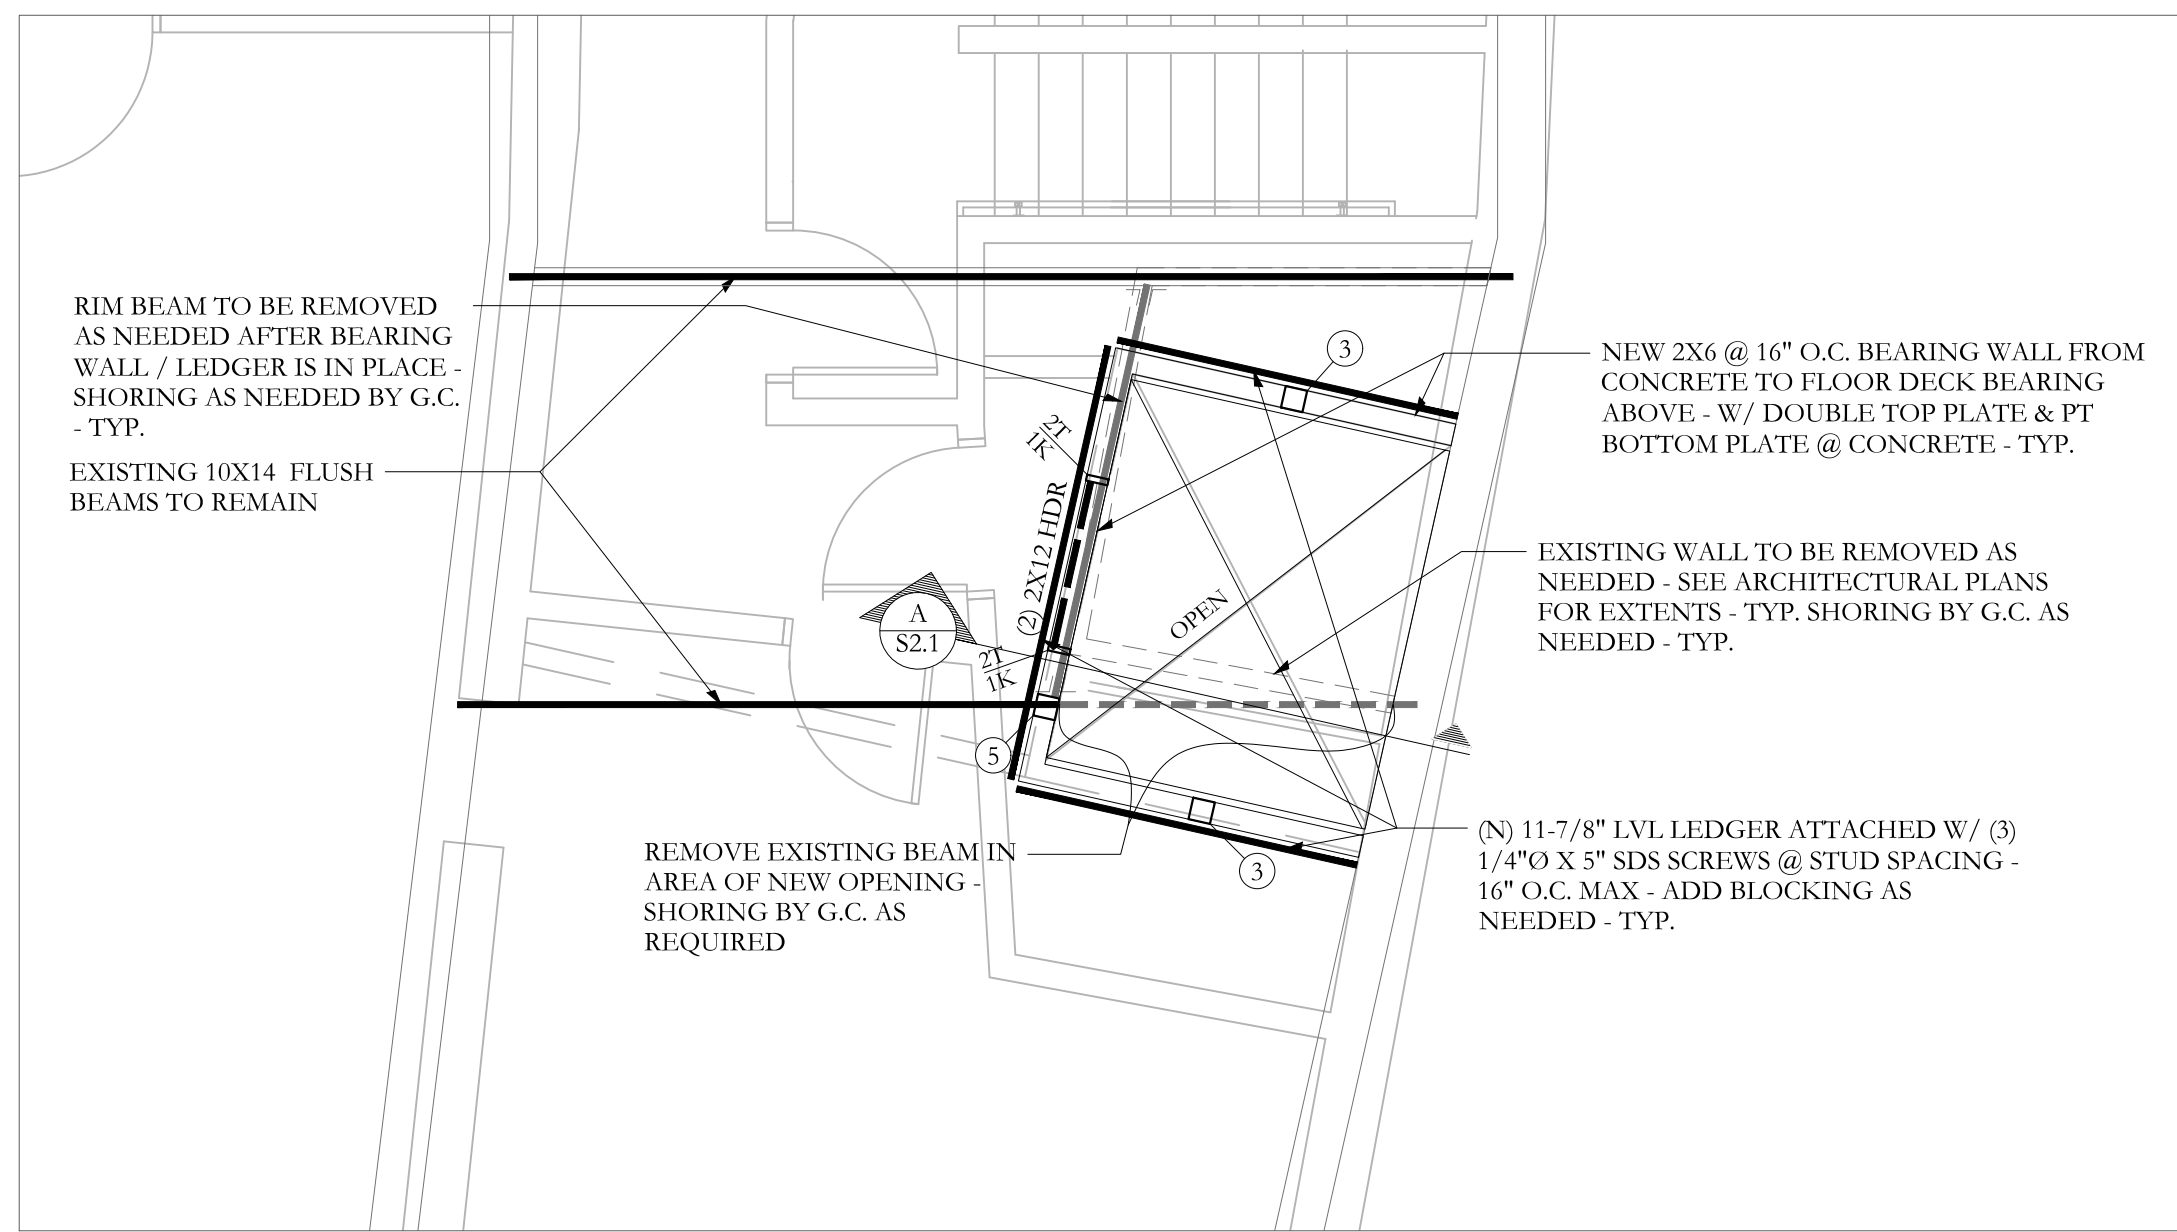 RIM BEAM TO BE REMOVED
AS NEEDED AFTER BEARING
WALL / LEDGER IS IN PLACE -
SHORING AS NEEDED BY G.C.
- TYP.
EXISTING 10X14 FLUSH
BEAMS TO REMAIN
3
NEW 2X6 @ 16" O.C. BEARING WALL FROM
CONCRETE TO FLOOR DECK BEARING
ABOVE - W/ DOUBLE TOP PLATE & PT
BOTTOM PLATE @ CONCRETE - TYP.
2T
1K
(2) 2X12 HDR
OPEN
EXISTING WALL TO BE REMOVED AS
NEEDED - SEE ARCHITECTURAL PLANS
FOR EXTENTS - TYP. SHORING BY G.C. AS
NEEDED - TYP.
A
S2.1
2T
1K
5
REMOVE EXISTING BEAM IN
AREA OF NEW OPENING -
SHORING BY G.C. AS
REQUIRED
3
(N) 11-7/8" LVL LEDGER ATTACHED W/ (3)
1/4"Ø X 5" SDS SCREWS @ STUD SPACING -
16" O.C. MAX - ADD BLOCKING AS
NEEDED - TYP.